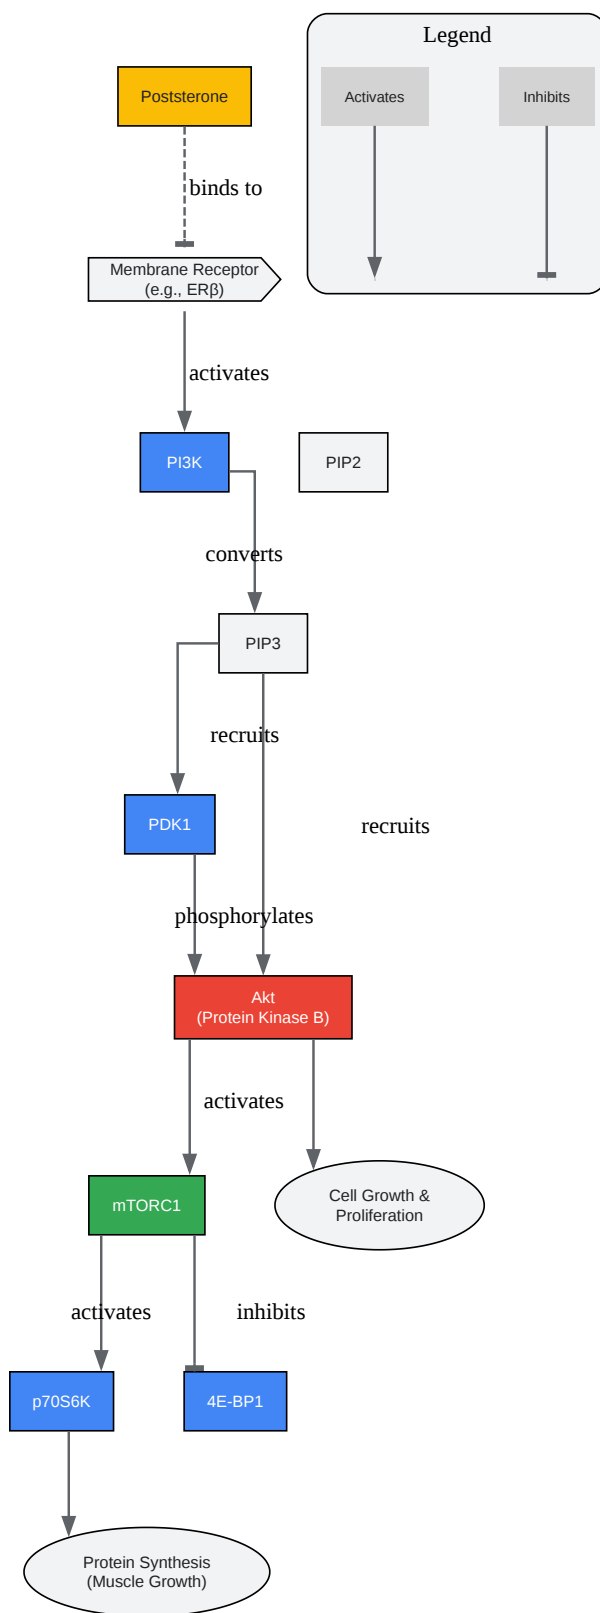 Legend
Activates
Inhibits
Poststerone
binds to
Membrane Receptor
(e.g., ERβ)
activates
PI3K
PIP2
converts
PIP3
recruits
PDK1
recruits
phosphorylates
Akt
(Protein Kinase B)
activates
mTORC1
Cell Growth &
Proliferation
activates
inhibits
p70S6K
4E-BP1
Protein Synthesis
(Muscle Growth)